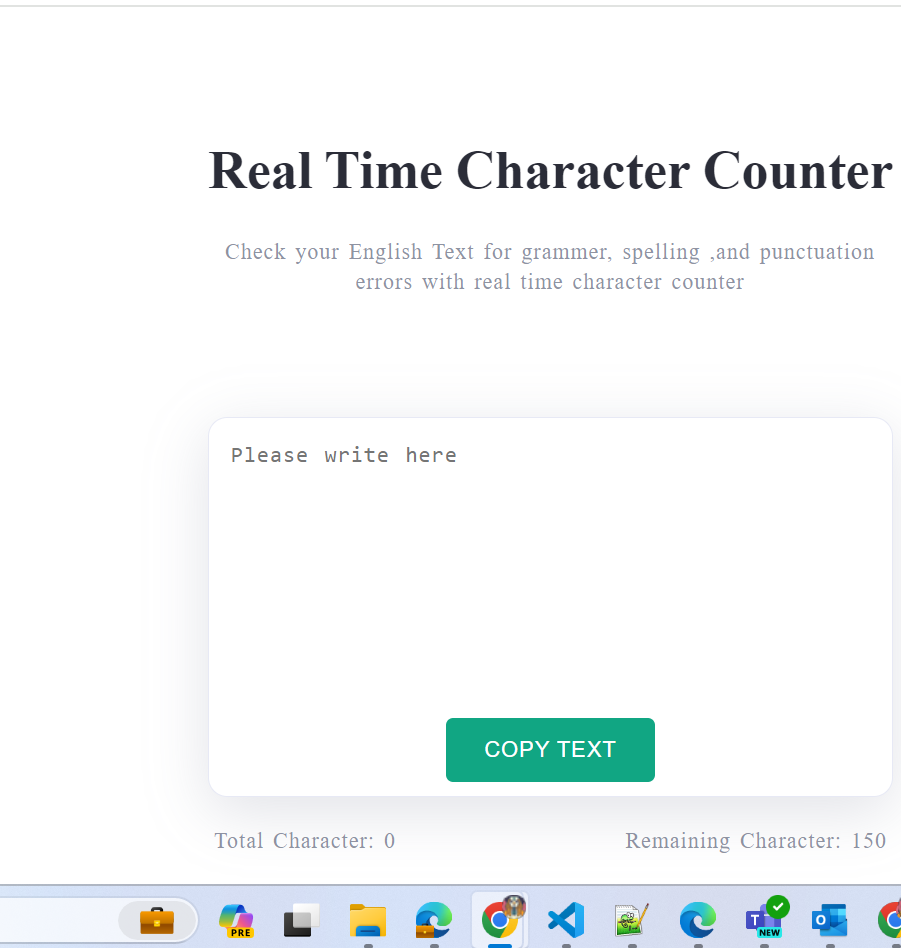 Real Time Character Counter
Check your English Text for grammer, spelling ,and punctuation
errors with real time character counter
Please write here
COPY TEXT
Total Character: 0
Remaining Character: 150
PRE
T
NEW
O